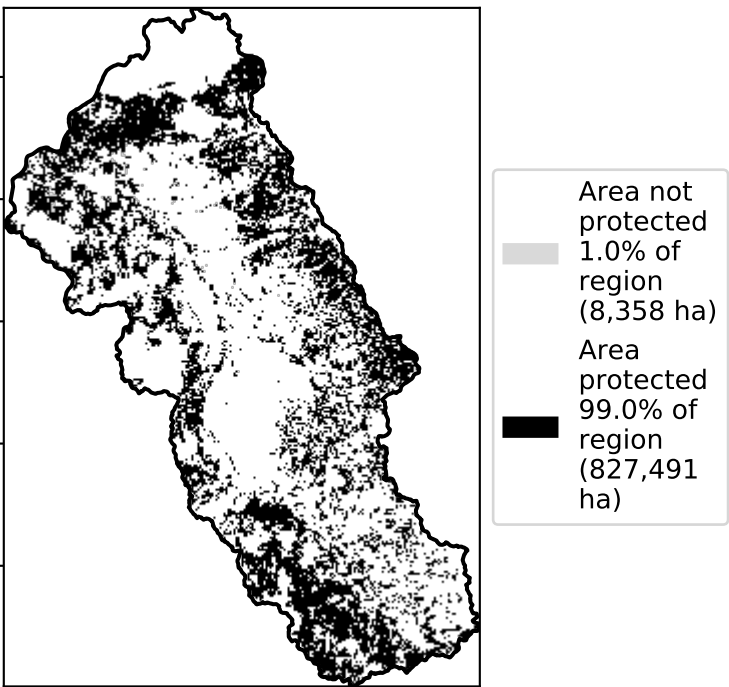 Area not
protected
1.0% of
region
(8,358 ha)
Area
protected
99.0% of
region
(827,491
ha)